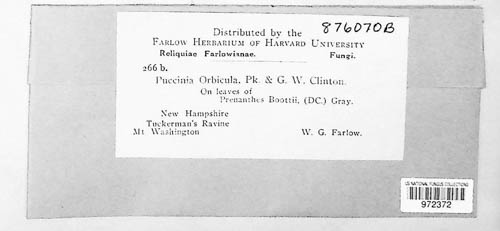 876070B
Distributed by the
FARLOW HERBARIUM OF HARVARD UNIVERSITY
Reliquiae Farlowianae. Fungi.
266 b.
Puccinia Orbicula, Pk. & G. W. Clinton.
On leaves of
Prenanthes Boottii, (DC.) Gray.
New Hampshire
Tuckerman's Ravine
Mt Washington W. G. Farlow.
US NATIONAL FUNGUS COLLECTIONS
972372